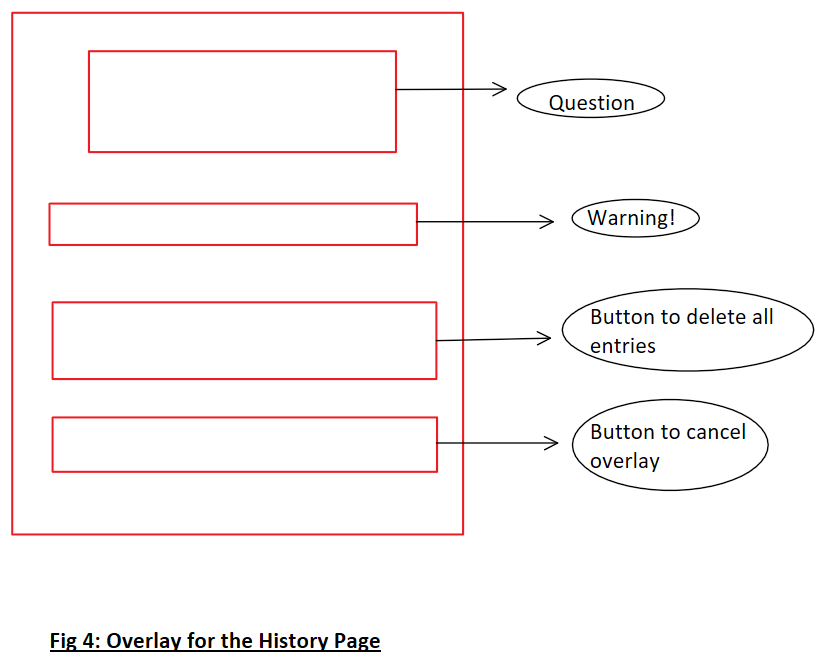 Question
Warning!
Button to delete all
entries
Button to cancel
overlay
Fig 4: Overlay for the History Page